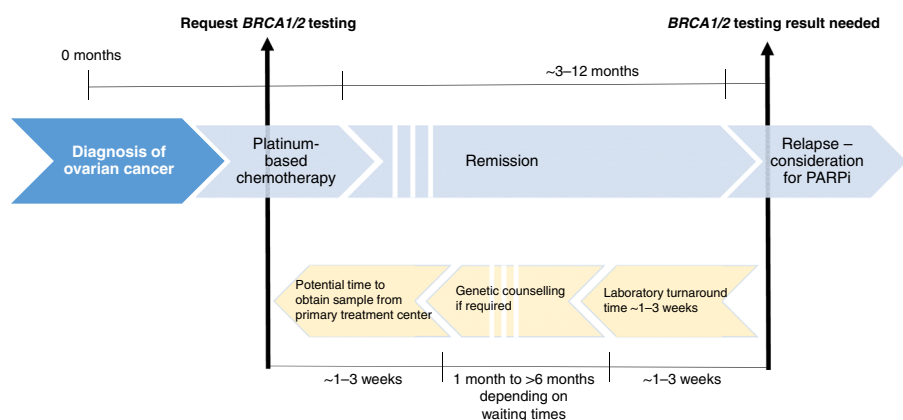 Request BRCA1/2 testing
BRCA1/2 testing result needed
0 months
~3–12 months
Diagnosis of
ovarian cancer
Platinum-
based
chemotherapy
Remission
Relapse –
consideration
for PARPi
Potential time to
obtain sample from
primary treatment center
Genetic counselling
if required
Laboratory turnaround
time ~1–3 weeks
~1–3 weeks
1 month to >6 months
depending on
waiting times
~1–3 weeks